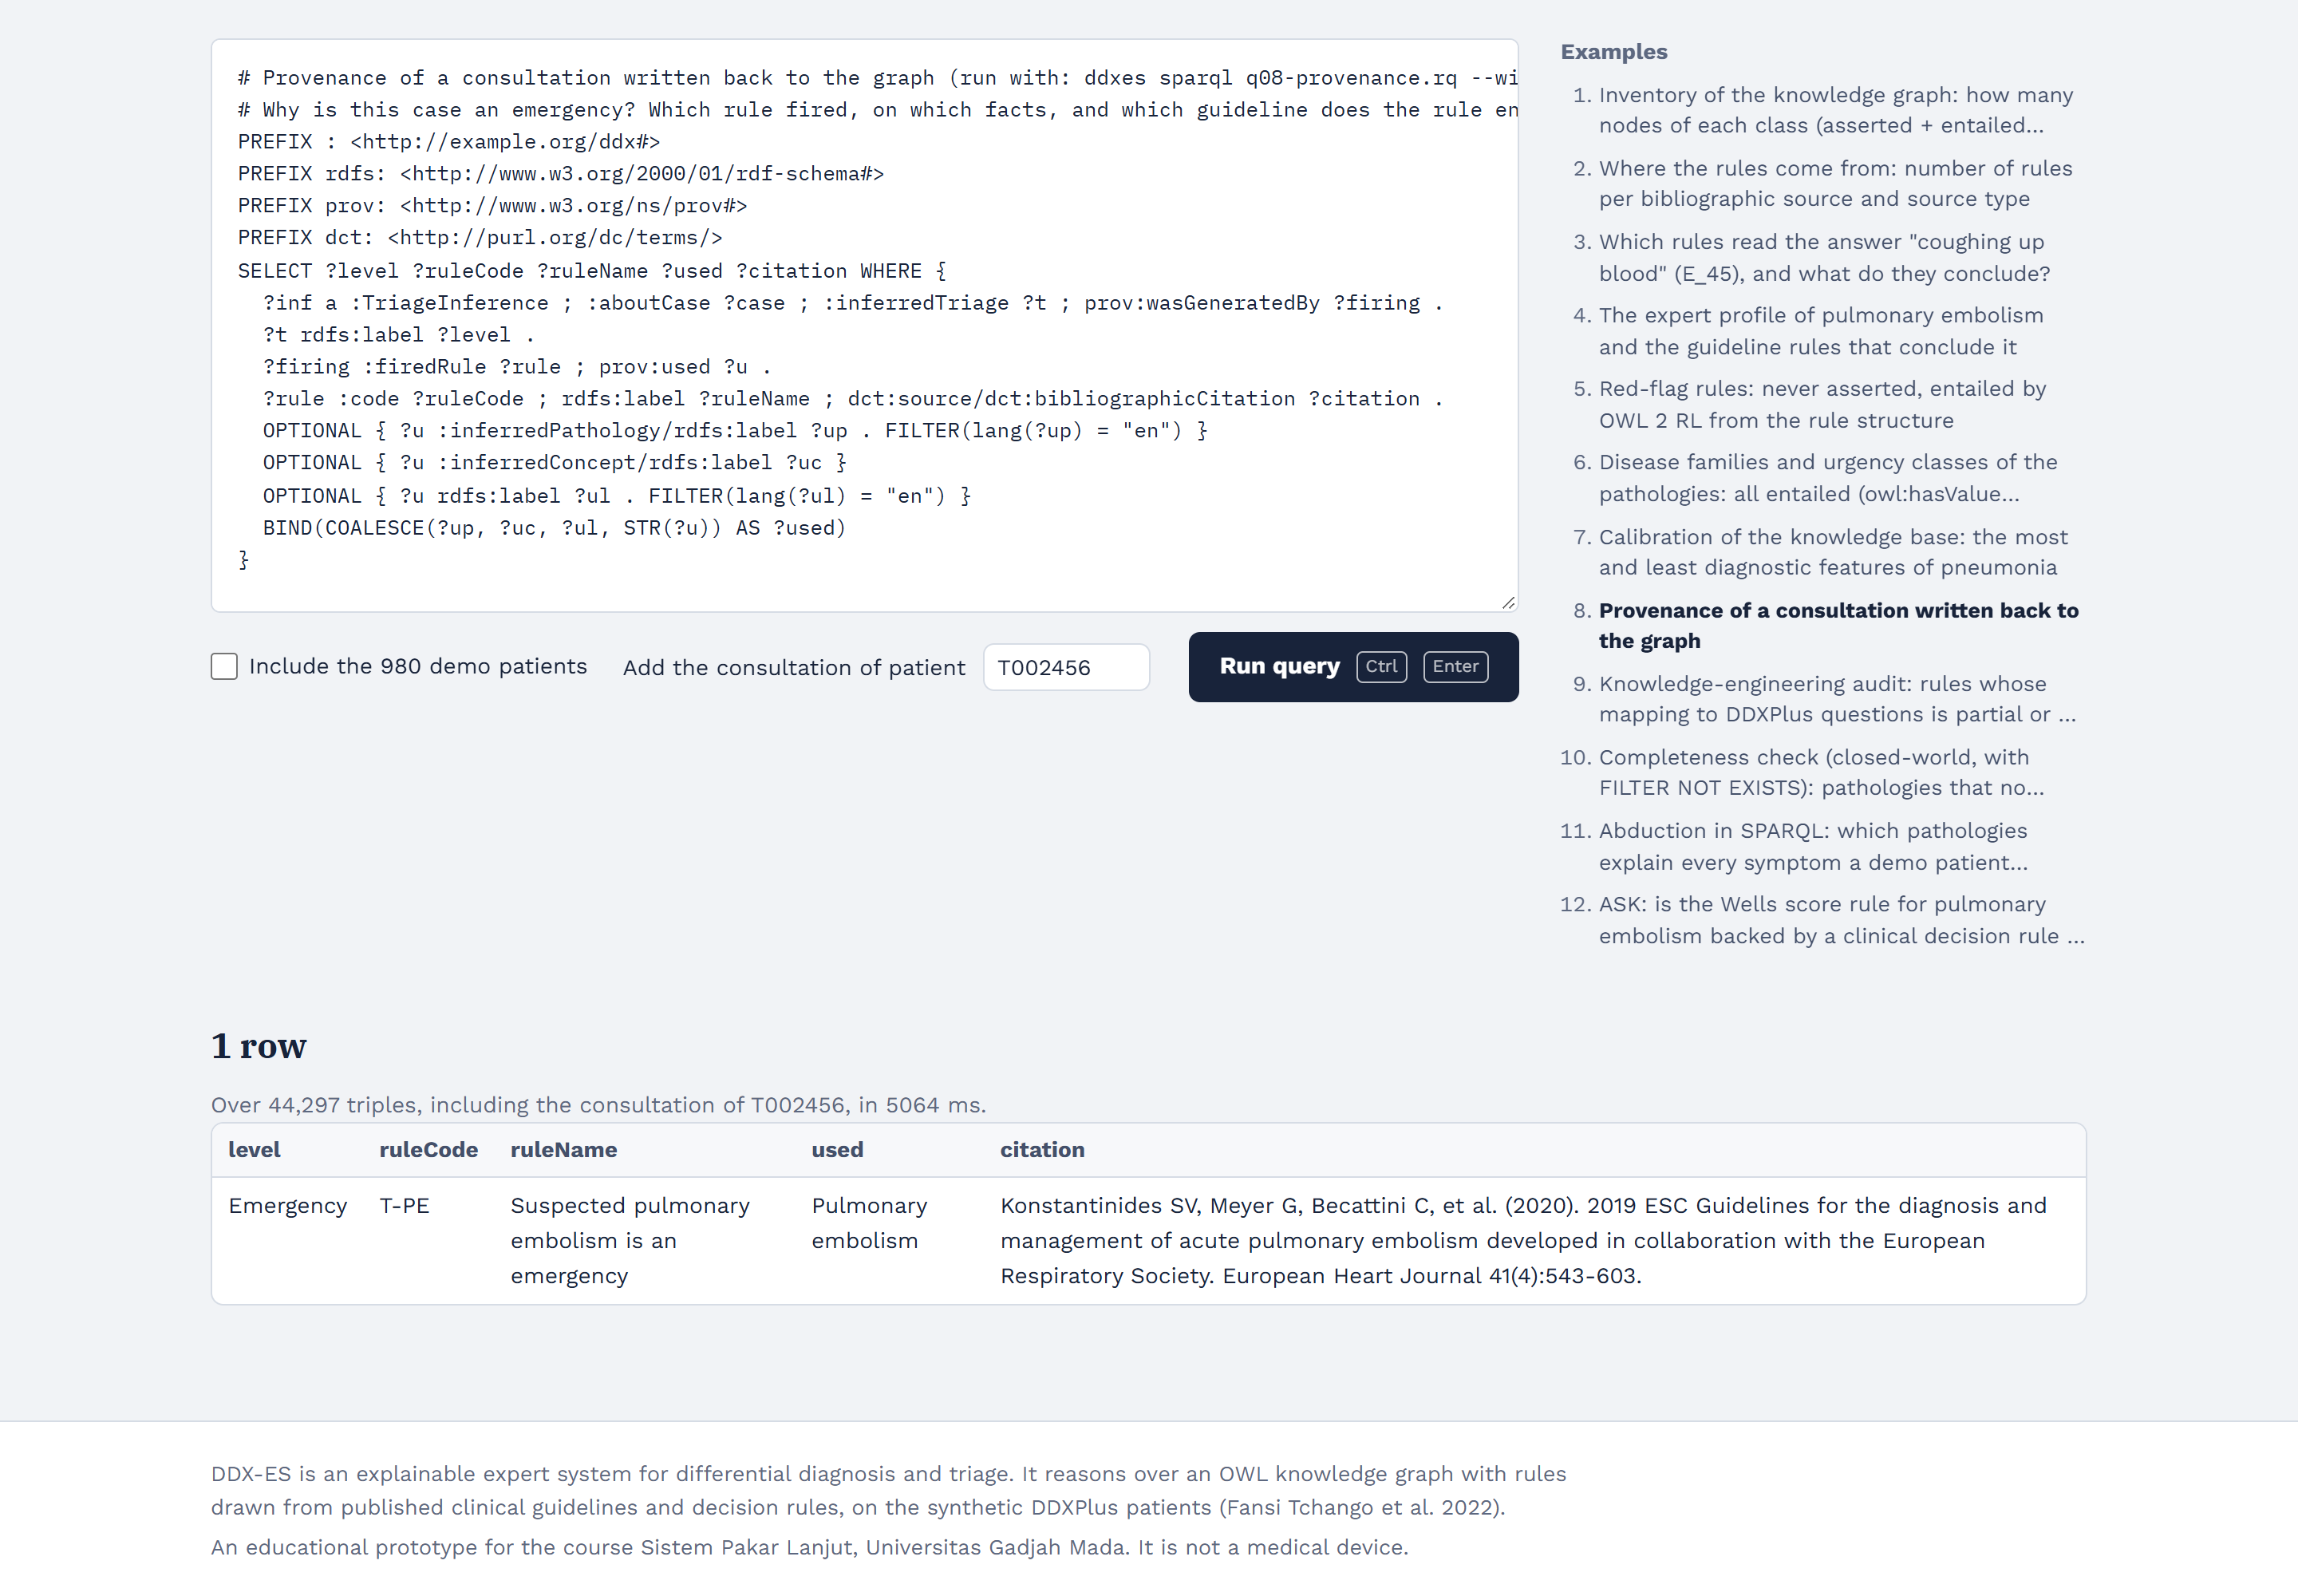 # Provenance of a consultation written back to the graph (run with: ddxes sparql q08-provenance.rq --wi
# Why is this case an emergency? Which rule fired, on which facts, and which guideline does the rule en
PREFIX : <http://example.org/ddx#>
PREFIX rdfs: <http://www.w3.org/2000/01/rdf-schema#>
PREFIX prov: <http://www.w3.org/ns/prov#>
PREFIX dct: <http://purl.org/dc/terms/>
SELECT ?level ?ruleCode ?ruleName ?used ?citation WHERE {
  ?inf a :TriageInference ; :aboutCase ?case ; :inferredTriage ?t ; prov:wasGeneratedBy ?firing .
  ?t rdfs:label ?level .
  ?firing :firedRule ?rule ; prov:used ?u .
  ?rule :code ?ruleCode ; rdfs:label ?ruleName ; dct:source/dct:bibliographicCitation ?citation .
  OPTIONAL { ?u :inferredPathology/rdfs:label ?up . FILTER(lang(?up) = "en") }
  OPTIONAL { ?u :inferredConcept/rdfs:label ?uc }
  OPTIONAL { ?u rdfs:label ?ul . FILTER(lang(?ul) = "en") }
  BIND(COALESCE(?up, ?uc, ?ul, STR(?u)) AS ?used)
}
Include the 980 demo patients
Add the consultation of patient
T002456
Run query Ctrl Enter
Examples
1. Inventory of the knowledge graph: how many
nodes of each class (asserted + entailed...
2. Where the rules come from: number of rules
per bibliographic source and source type
3. Which rules read the answer "coughing up
blood" (E_45), and what do they conclude?
4. The expert profile of pulmonary embolism
and the guideline rules that conclude it
5. Red-flag rules: never asserted, entailed by
OWL 2 RL from the rule structure
6. Disease families and urgency classes of the
pathologies: all entailed (owl:hasValue...
7. Calibration of the knowledge base: the most
and least diagnostic features of pneumonia
8. Provenance of a consultation written back to
the graph
9. Knowledge-engineering audit: rules whose
mapping to DDXPlus questions is partial or ...
10. Completeness check (closed-world, with
FILTER NOT EXISTS): pathologies that no...
11. Abduction in SPARQL: which pathologies
explain every symptom a demo patient...
12. ASK: is the Wells score rule for pulmonary
embolism backed by a clinical decision rule ...
1 row
Over 44,297 triples, including the consultation of T002456, in 5064 ms.
level ruleCode ruleName used citation
Emergency T-PE Suspected pulmonary Pulmonary Konstantinides SV, Meyer G, Becattini C, et al. (2020). 2019 ESC Guidelines for the diagnosis and
embolism is an embolism management of acute pulmonary embolism developed in collaboration with the European
emergency Respiratory Society. European Heart Journal 41(4):543-603.
DDX-ES is an explainable expert system for differential diagnosis and triage. It reasons over an OWL knowledge graph with rules
drawn from published clinical guidelines and decision rules, on the synthetic DDXPlus patients (Fansi Tchango et al. 2022).
An educational prototype for the course Sistem Pakar Lanjut, Universitas Gadjah Mada. It is not a medical device.